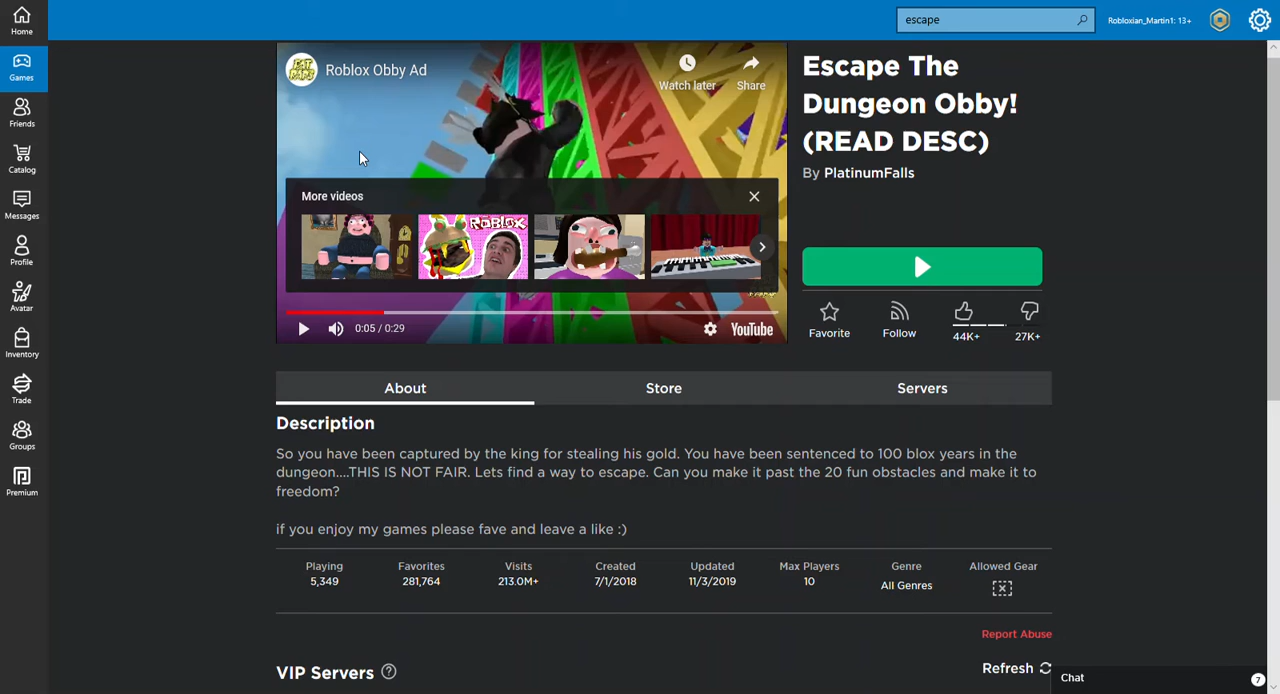 Home
Games
Friends
Catalog
Messages
Profile
Avatar
Inventory
Trade
Groups
Premium
escape
Robloxian_Martin1: 13+
Roblox Obby Ad
Watch later
Share
More videos
ROBLOX
0:05 / 0:29
YouTube
Escape The
Dungeon Obby!
(READ DESC)
By PlatinumFalls
Favorite
Follow
44K+
27K+
About
Store
Servers
Description
So you have been captured by the king for stealing his gold. You have been sentenced to 100 blox years in the
dungeon....THIS IS NOT FAIR. Lets find a way to escape. Can you make it past the 20 fun obstacles and make it to
freedom?
if you enjoy my games please fave and leave a like :)
Playing
5,349
Favorites
281,764
Visits
213.0M+
Created
7/1/2018
Updated
11/3/2019
Max Players
10
Genre
All Genres
Allowed Gear
Report Abuse
VIP Servers
Refresh
Chat
7